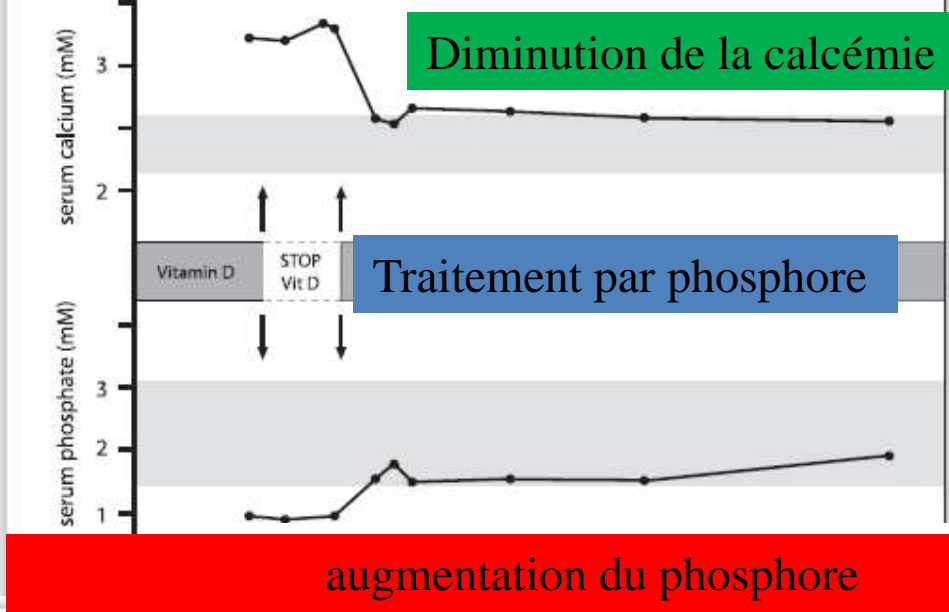 Diminution de la calcémie
serum calcium (mM)
3
2
Vitamin D
STOP
Vit D
Traitement par phosphore
serum phosphate (mM)
3
2
1
augmentation du phosphore